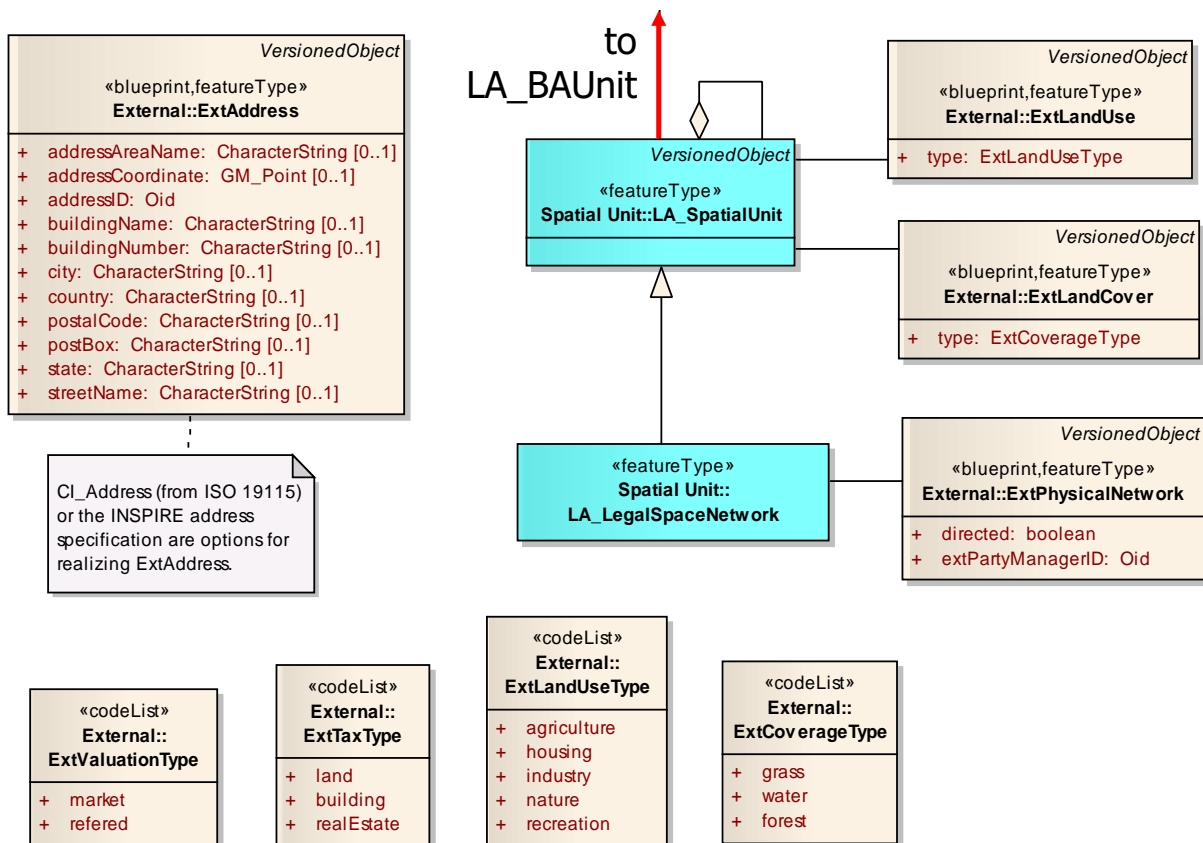 VersionedObject
«blueprint,featureType»
External::ExtAddress
+ addressAreaName: CharacterString [0..1]
+ addressCoordinate: GM_Point [0..1]
+ addressID: Oid
+ buildingName: CharacterString [0..1]
+ buildingNumber: CharacterString [0..1]
+ city: CharacterString [0..1]
+ country: CharacterString [0..1]
+ postalCode: CharacterString [0..1]
+ postBox: CharacterString [0..1]
+ state: CharacterString [0..1]
+ streetName: CharacterString [0..1]
CI_Address (from ISO 19115)
or the INSPIRE address
specification are options for
realizing ExtAddress.
to
LA_BAUnit
VersionedObject
«featureType»
Spatial Unit::LA_SpatialUnit
VersionedObject
«blueprint,featureType»
External::ExtLandUse
+ type: ExtLandUseType
VersionedObject
«blueprint,featureType»
External::ExtLandCover
+ type: ExtCoverageType
«featureType»
Spatial Unit::
LA_LegalSpaceNetwork
VersionedObject
«blueprint,featureType»
External::ExtPhysicalNetwork
+ directed: boolean
+ extPartyManagerID: Oid
«codeList»
External::
ExtValuationType
+ market
+ refered
«codeList»
External::
ExtTaxType
+ land
+ building
+ realEstate
«codeList»
External::
ExtLandUseType
+ agriculture
+ housing
+ industry
+ nature
+ recreation
«codeList»
External::
ExtCoverageType
+ grass
+ water
+ forest